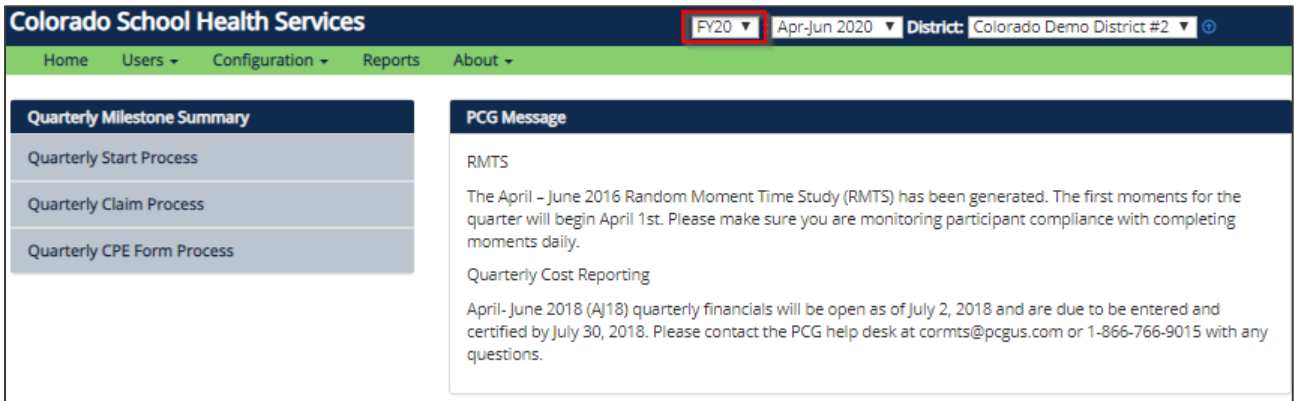 Colorado School Health Services
FY20 ▼ : Apr-Jun 2020 ▼ District: Colorado Demo District #2 ▼
Home Users Configuration Reports About
Quarterly Milestone Summary
Quarterly Start Process
Quarterly Claim Process
Quarterly CPE Form Process
PCG Message
RMTS
The April – June 2016 Random Moment Time Study (RMTS) has been generated. The first moments for the
quarter will begin April 1st. Please make sure you are monitoring participant compliance with completing
moments daily.
Quarterly Cost Reporting
April- June 2018 (AJ18) quarterly financials will be open as of July 2, 2018 and are due to be entered and
certified by July 30, 2018. Please contact the PCG help desk at cormts@pcgus.com or 1-866-766-9015 with any
questions.